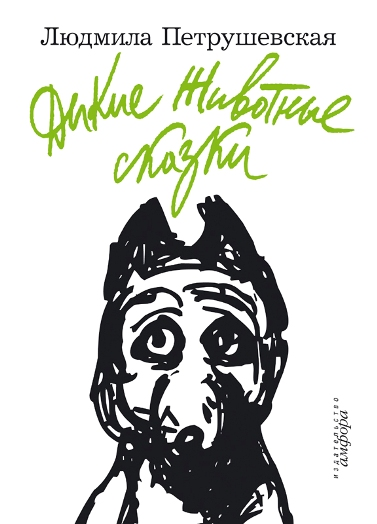 Людмила Петрушевская
Дикие животные
сказки
издательство
амфора